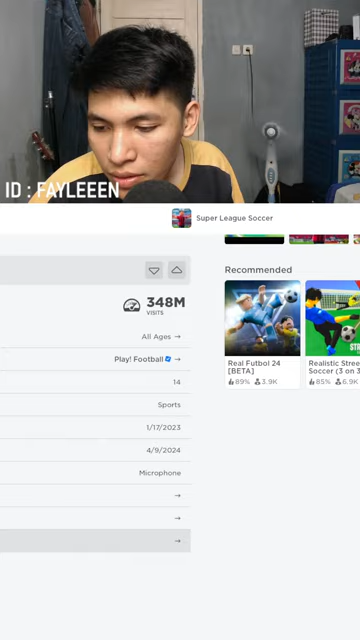 ID : FAYLEEEN
Super League Soccer
348M
VISITS
All Ages →
Play! Football →
14
Sports
1/17/2023
4/9/2024
Microphone
→
→
→
Recommended
Real Futbol 24
[BETA]
89% 3.9K
Realistic Stree
Soccer (3 on 3
85% 6.9K